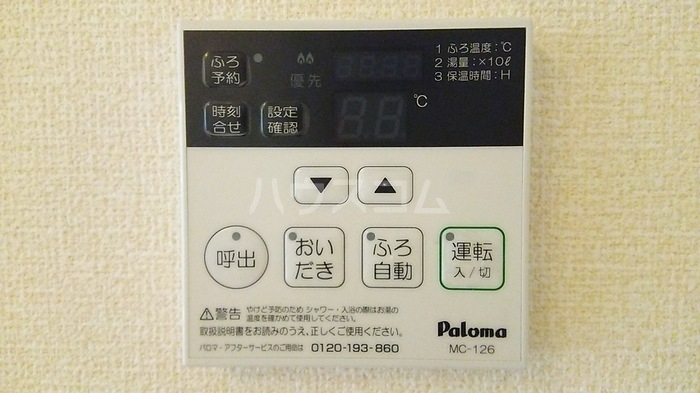 ふろ
予約
優先
1 ふろ温度:℃
2 湯量:×10ℓ
3 保温時間:H
時刻
合せ
設定
確認
℃
▼ ▲
ハウスコム
呼出
おい
だき
ふろ
自動
運転
入/切
⚠警告 やけど予防のため シャワー・入浴の際はお湯の
温度を確かめて使用してください。
取扱説明書をお読みのうえ、正しくご使用ください。
パロマ・アフターサービスのご用命は 0120-193-860
Paloma
MC-126